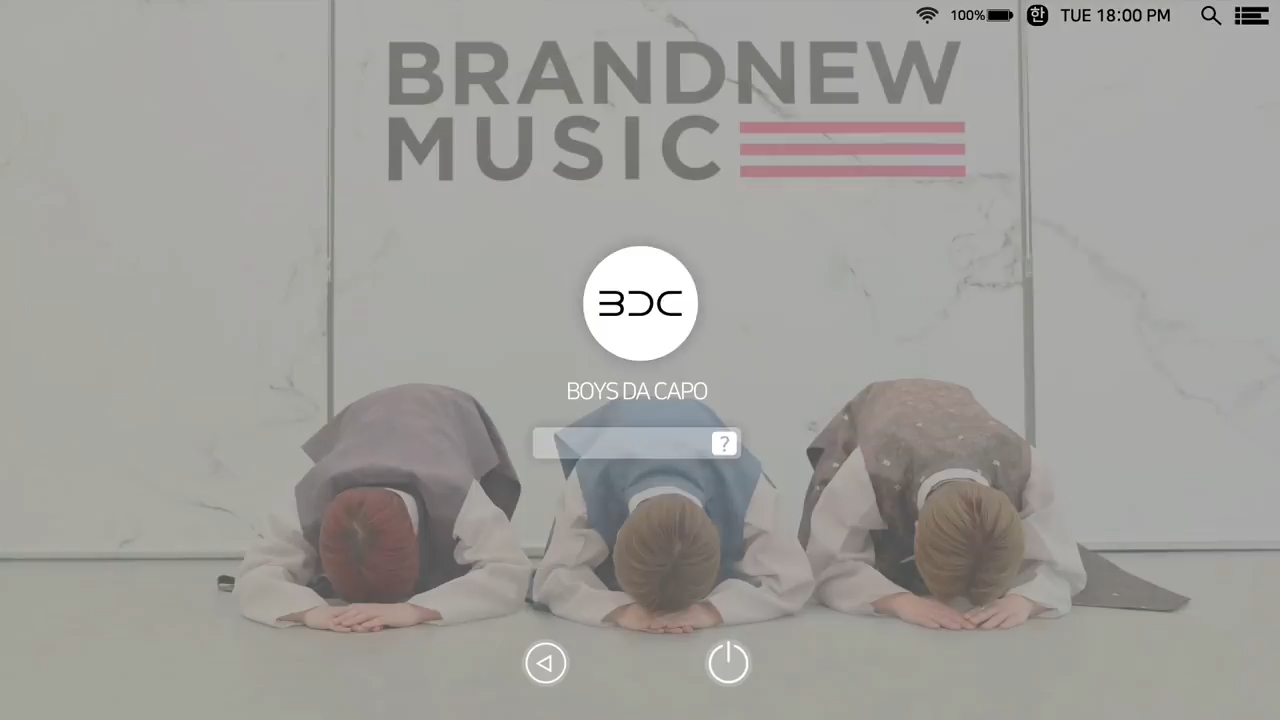 100%
한
TUE 18:00 PM
BRANDNEW
MUSIC
BDC
BOYS DA CAPO
?